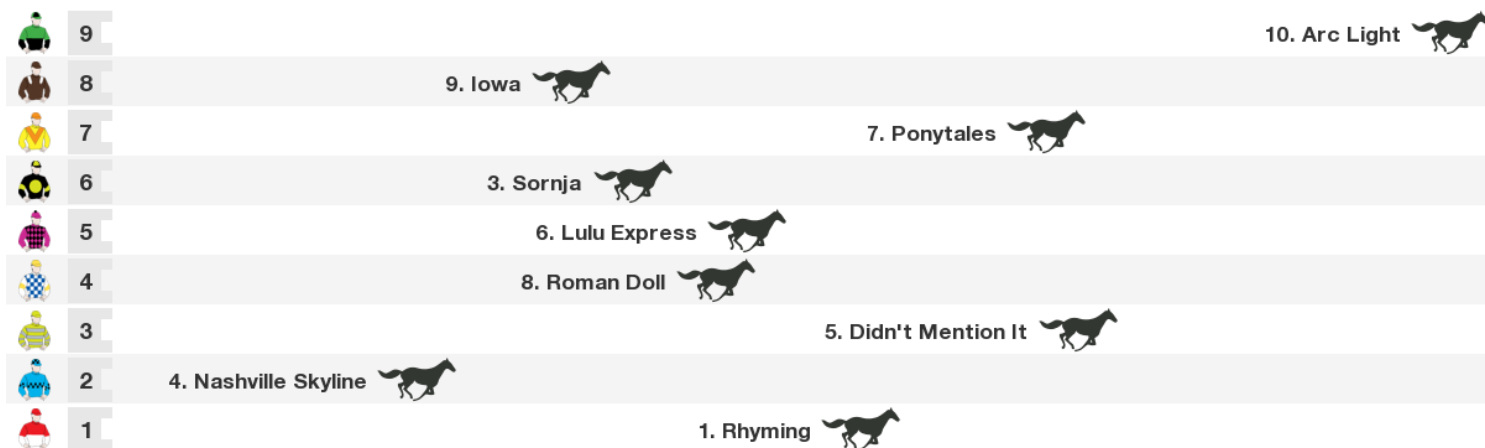 9 10. Arc Light
8 9. Iowa
7 7. Ponytales
6 3. Sornja
5 6. Lulu Express
4 8. Roman Doll
3 5. Didn't Mention It
2 4. Nashville Skyline
1 1. Rhyming